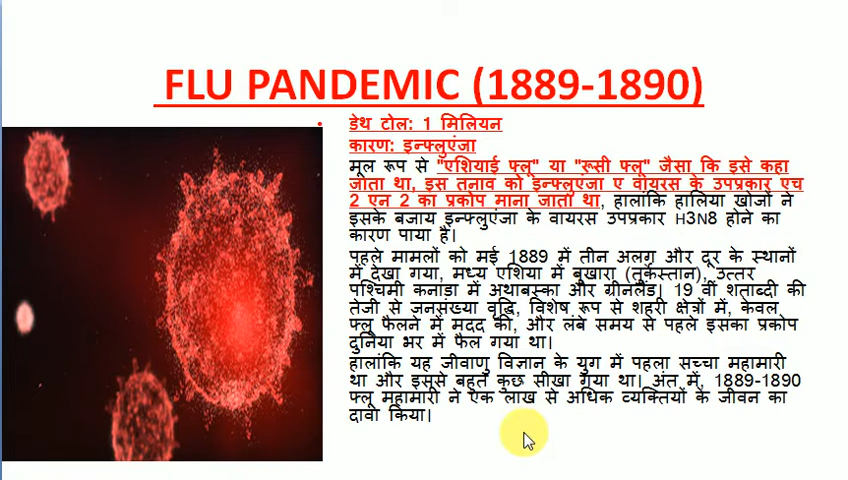 FLU PANDEMIC (1889-1890)
• डेथ टोल: 1 मिलियन
कारण: इन्फ्लुएंजा
मूल रूप से "एशियाई फ्लू" या "रूसी फ्लू" जैसा कि इसे कहा
जाता था, इस तनाव को इन्फ्लुएंजा ए वायरस के उपप्रकार एच
2 एन 2 का प्रकोप माना जाता था, हालांकि हालिया खोजों ने
इसके बजाय इन्फ्लुएंजा के वायरस उपप्रकार H3N8 होने का
कारण पाया है।
पहले मामलों को मई 1889 में तीन अलग और दूर के स्थानों
में देखा गया, मध्य एशिया में बुखारा (तुर्कस्तान), उत्तर
पश्चिमी कनाडा में अथाबस्का और ग्रीनलैंड। 19 वीं शताब्दी की
तेजी से जनसंख्या वृद्धि, विशेष रूप से शहरी क्षेत्रों में, केवल
फ्लू फैलने में मदद की, और लंबे समय से पहले इसका प्रकोप
दुनिया भर में फैल गया था।
हालांकि यह जीवाणु विज्ञान के युग में पहला सच्चा महामारी
था और इससे बहुत कुछ सीखा गया था। अंत में, 1889-1890
फ्लू महामारी ने एक लाख से अधिक व्यक्तियों के जीवन का
दावा किया।